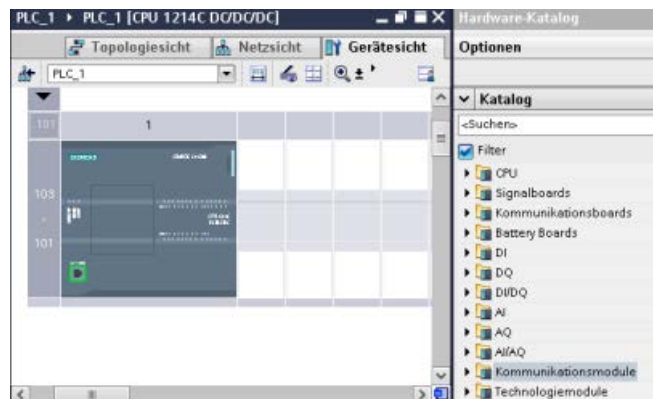 PLC_1 ▸ PLC_1 [CPU 1214C DC/DC/DC]
Topologiesicht
Netzsicht
Gerätesicht
PLC_1
101
1
103
101
SIEMENS
Hardware-Katalog
Optionen
Katalog
<Suchen>
Filter
CPU
Signalboards
Kommunikationsboards
Battery Boards
DI
DQ
DI/DQ
AI
AQ
AI/AQ
Kommunikationsmodule
Technologiemodule